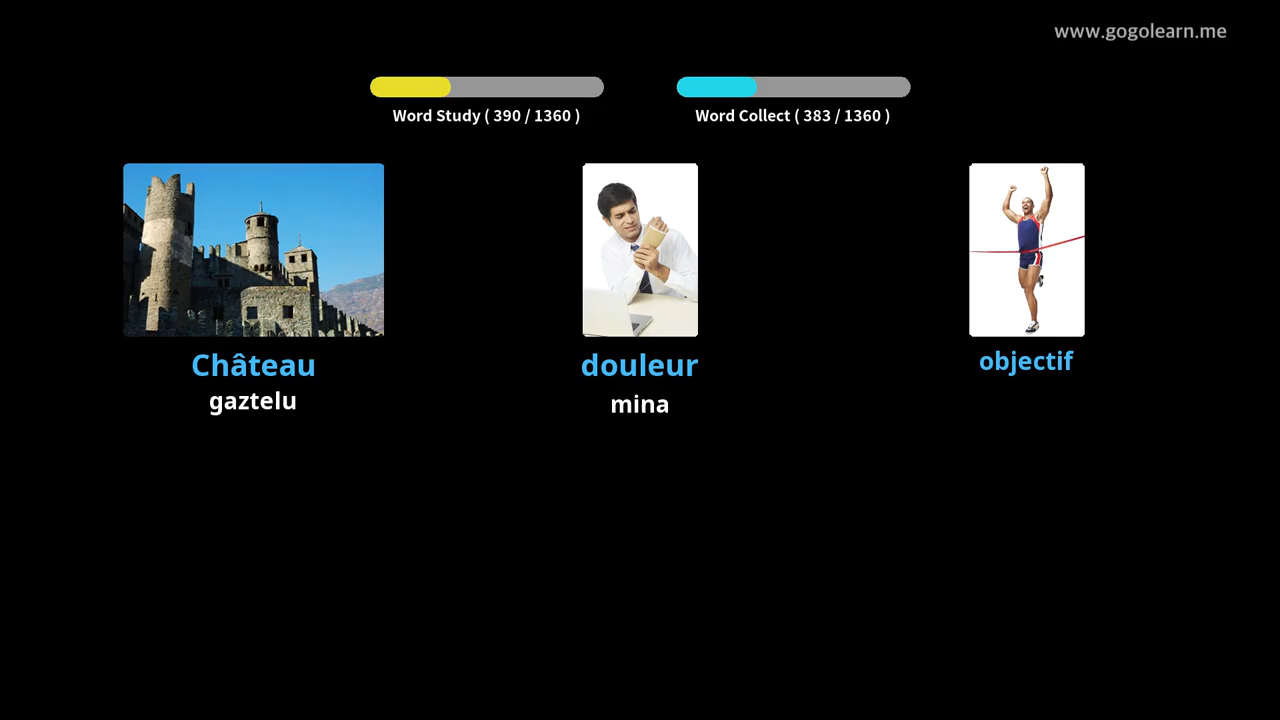 www.gogolearn.me
Word Study ( 390 / 1360 )
Word Collect ( 383 / 1360 )
Château
gaztelu
douleur
mina
objectif